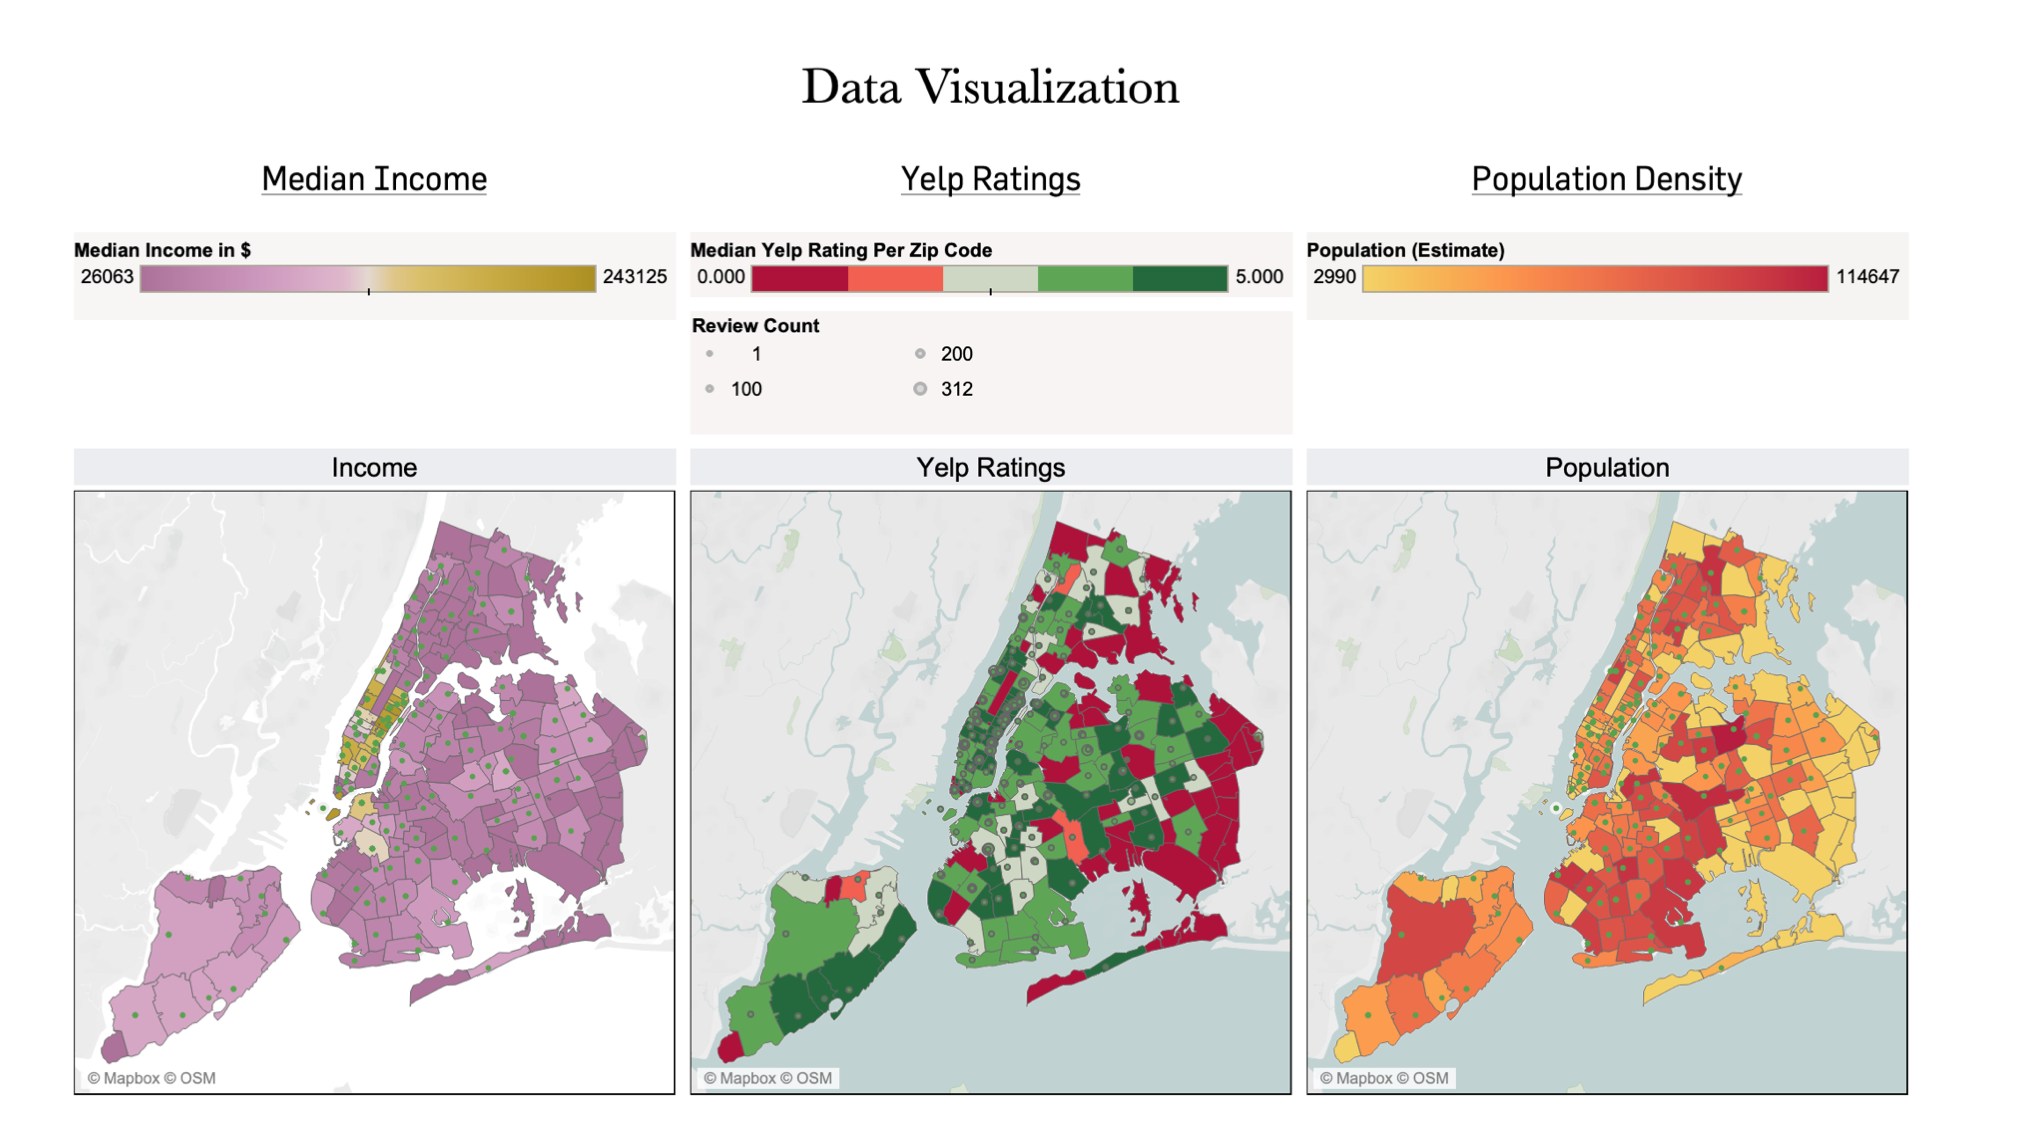 Data Visualization
Median Income
Yelp Ratings
Population Density
Median Income in $
26063
243125
Median Yelp Rating Per Zip Code
0.000
5.000
Population (Estimate)
2990
114647
Review Count
1
200
100
312
Income
Yelp Ratings
Population
© Mapbox © OSM
© Mapbox © OSM
© Mapbox © OSM